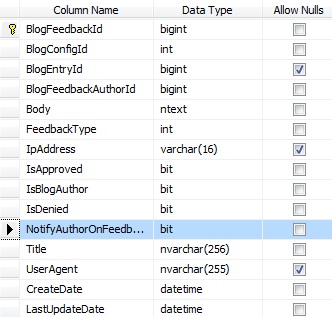 Column Name Data Type Allow Nulls
BlogFeedbackId bigint
BlogConfigId int
BlogEntryId bigint
BlogFeedbackAuthorId bigint
Body ntext
FeedbackType int
IpAddress varchar(16)
IsApproved bit
IsBlogAuthor bit
IsDenied bit
NotifyAuthorOnFeedb... bit
Title nvarchar(256)
UserAgent nvarchar(255)
CreateDate datetime
LastUpdateDate datetime